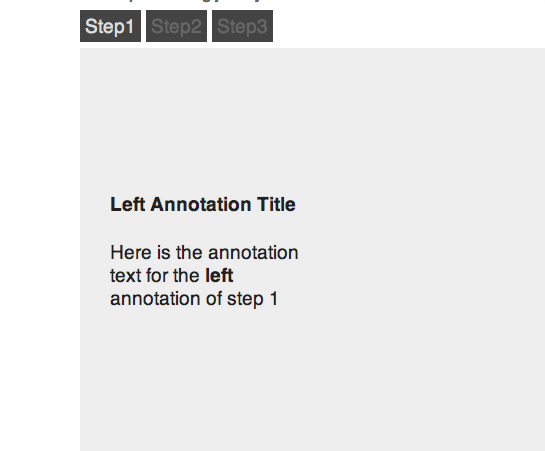 Step1 Step2 Step3
Left Annotation Title
Here is the annotation
text for the left
annotation of step 1